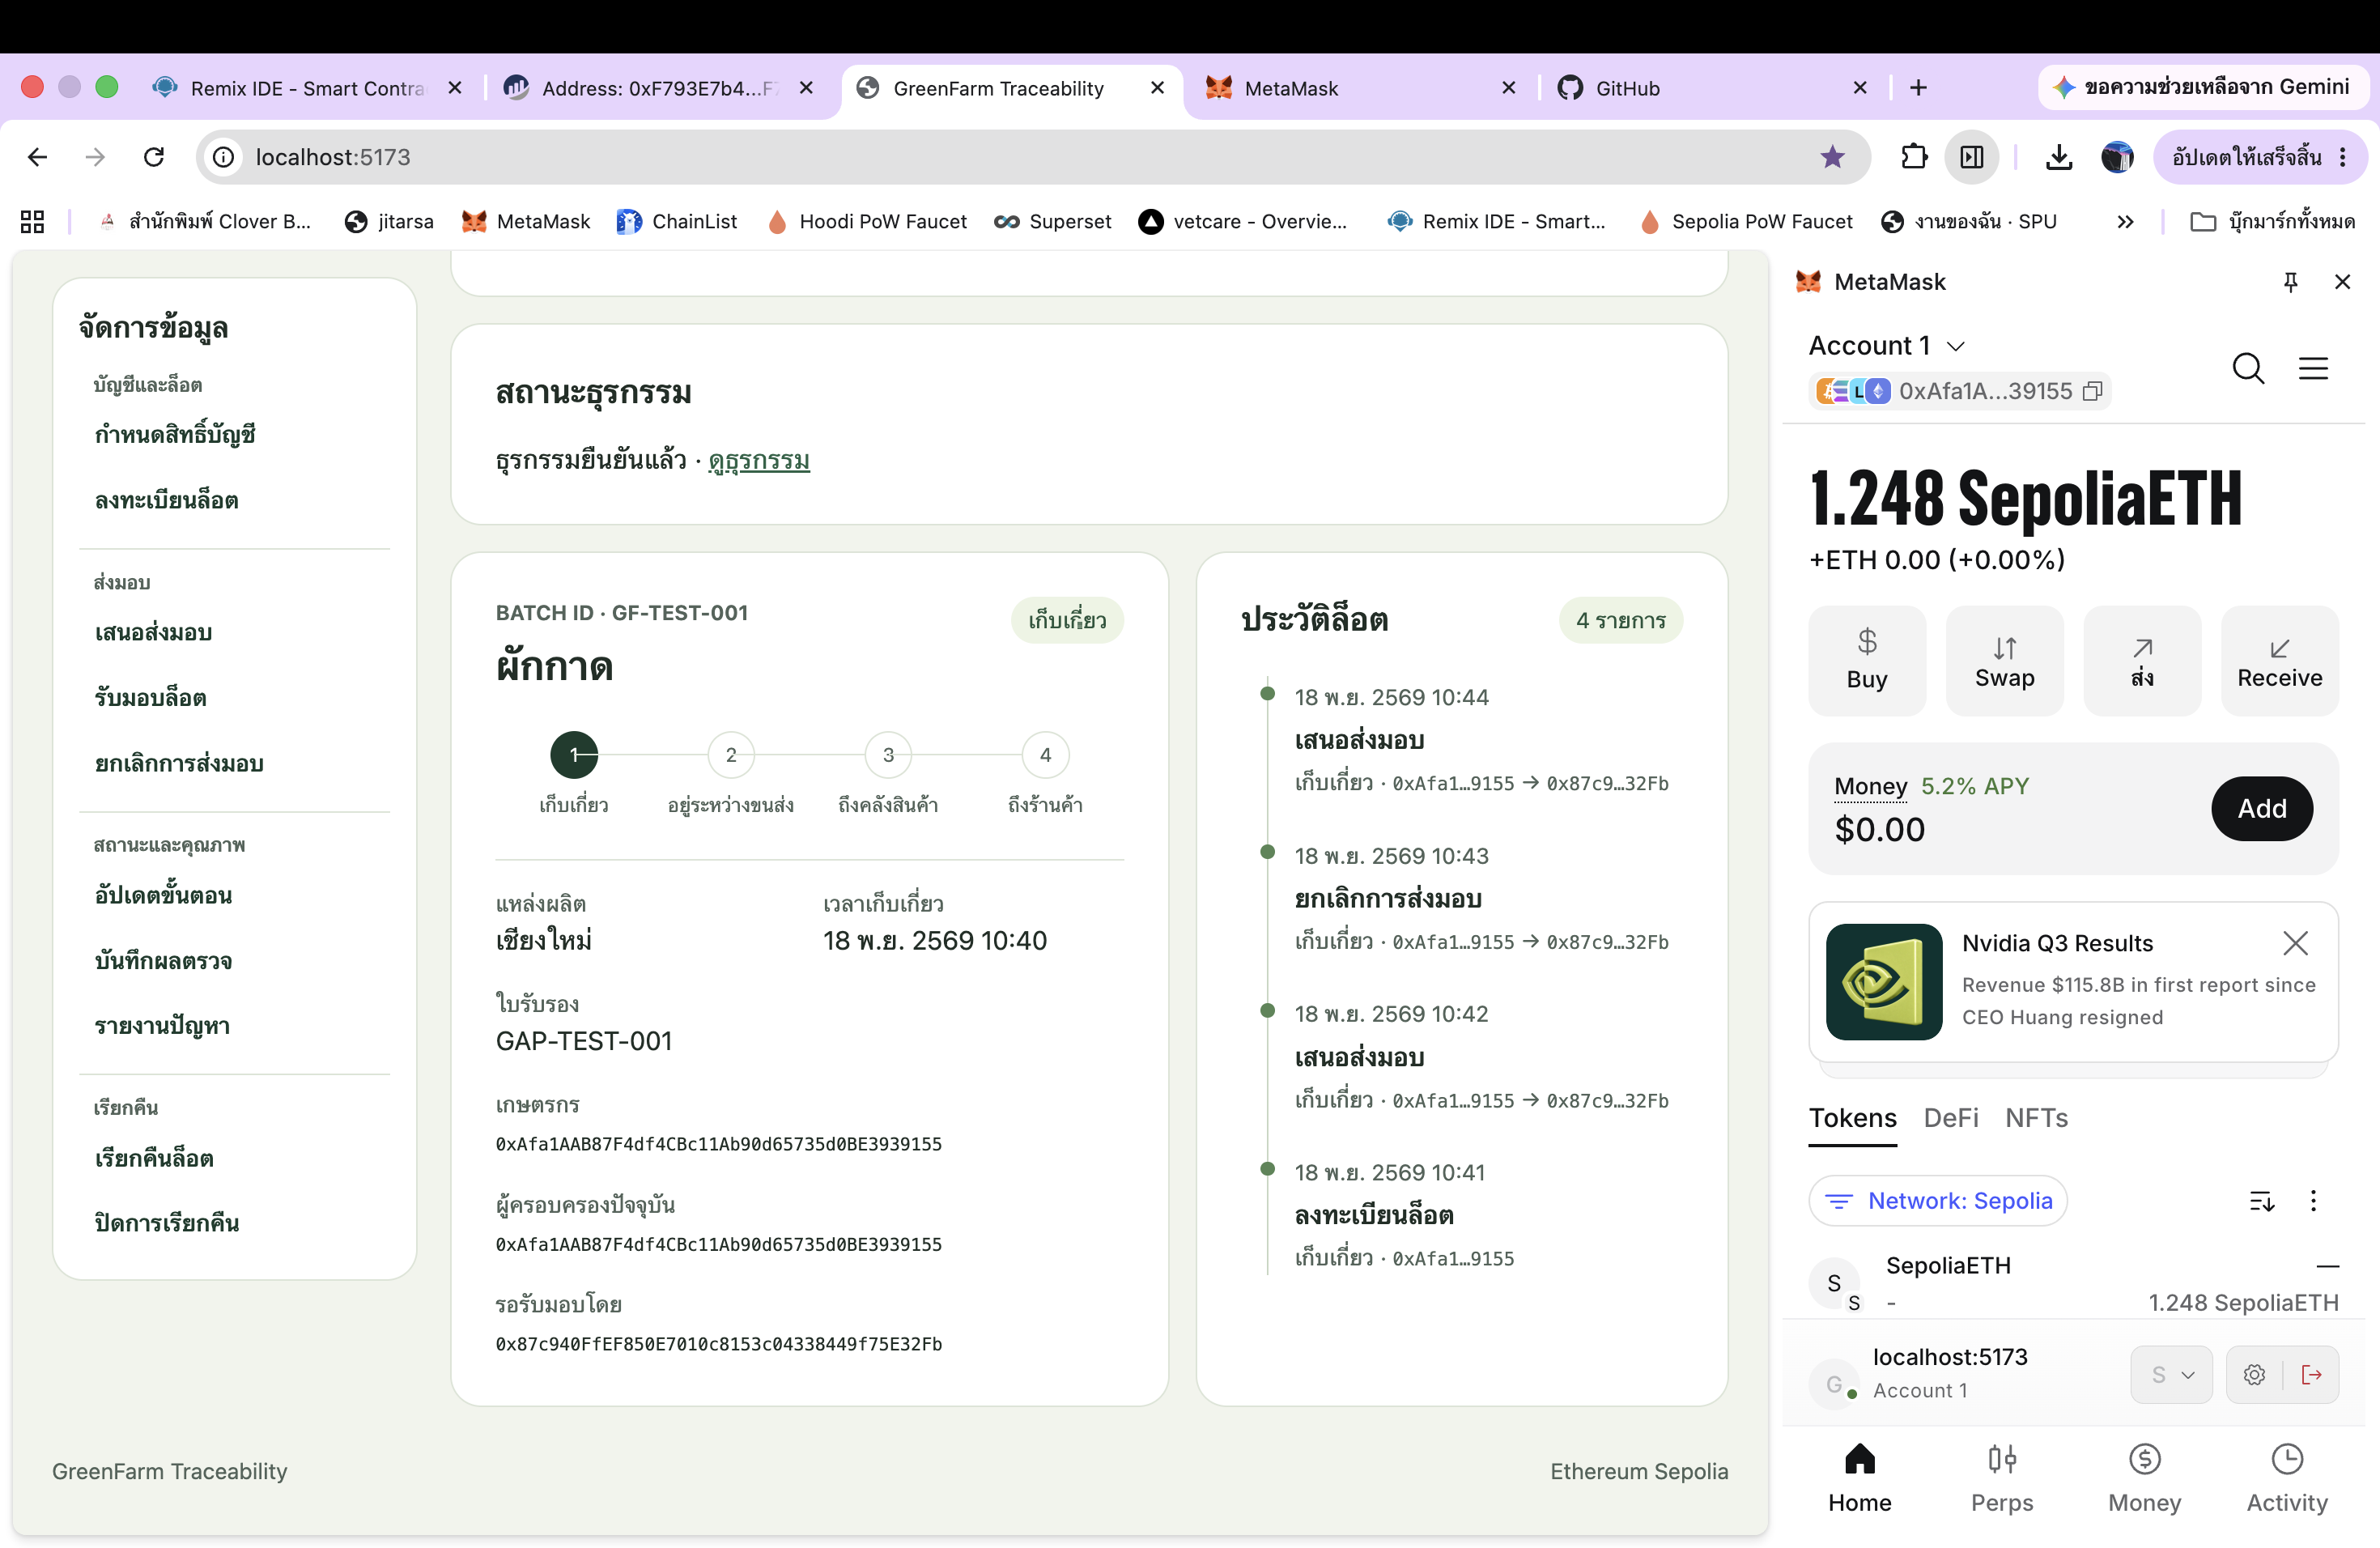 Remix IDE - Smart Contra
Address: 0xF793E7b4...F7
GreenFarm Traceability
MetaMask
GitHub
ขอความช่วยเหลือจาก Gemini
localhost:5173
อัปเดตให้เสร็จสิ้น
สำนักพิมพ์ Clover B...
jitarsa
MetaMask
ChainList
Hoodi PoW Faucet
Superset
vetcare - Overvie...
Remix IDE - Smart...
Sepolia PoW Faucet
งานของฉัน · SPU
บุ๊กมาร์กทั้งหมด
จัดการข้อมูล
บัญชีและล็อต
กำหนดสิทธิ์บัญชี
ลงทะเบียนล็อต
ส่งมอบ
เสนอส่งมอบ
รับมอบล็อต
ยกเลิกการส่งมอบ
สถานะและคุณภาพ
อัปเดตขั้นตอน
บันทึกผลตรวจ
รายงานปัญหา
เรียกคืน
เรียกคืนล็อต
ปิดการเรียกคืน
สถานะธุรกรรม
ธุรกรรมยืนยันแล้ว · ดูธุรกรรม
BATCH ID · GF-TEST-001
เก็บเกี่ยว
ผักกาด
1
2
3
4
เก็บเกี่ยว
อยู่ระหว่างขนส่ง
ถึงคลังสินค้า
ถึงร้านค้า
แหล่งผลิต
เชียงใหม่
เวลาเก็บเกี่ยว
18 พ.ย. 2569 10:40
ใบรับรอง
GAP-TEST-001
เกษตรกร
0xAfa1AAB87F4df4CBc11Ab90d65735d0BE3939155
ผู้ครอบครองปัจจุบัน
0xAfa1AAB87F4df4CBc11Ab90d65735d0BE3939155
รอรับมอบโดย
0x87c940FfEF850E7010c8153c04338449f75E32Fb
ประวัติล็อต
4 รายการ
18 พ.ย. 2569 10:44
เสนอส่งมอบ
เก็บเกี่ยว · 0xAfa1…9155 → 0x87c9…32Fb
18 พ.ย. 2569 10:43
ยกเลิกการส่งมอบ
เก็บเกี่ยว · 0xAfa1…9155 → 0x87c9…32Fb
18 พ.ย. 2569 10:42
เสนอส่งมอบ
เก็บเกี่ยว · 0xAfa1…9155 → 0x87c9…32Fb
18 พ.ย. 2569 10:41
ลงทะเบียนล็อต
เก็บเกี่ยว · 0xAfa1…9155
GreenFarm Traceability
Ethereum Sepolia
MetaMask
Account 1
0xAfa1A...39155
1.248 SepoliaETH
+ETH 0.00 (+0.00%)
Buy
Swap
ส่ง
Receive
Money 5.2% APY
$0.00
Add
Nvidia Q3 Results
Revenue $115.8B in first report since
CEO Huang resigned
Tokens
DeFi
NFTs
Network: Sepolia
S
S
SepoliaETH
—
-
1.248 SepoliaETH
G
localhost:5173
Account 1
S
Home
Perps
Money
Activity